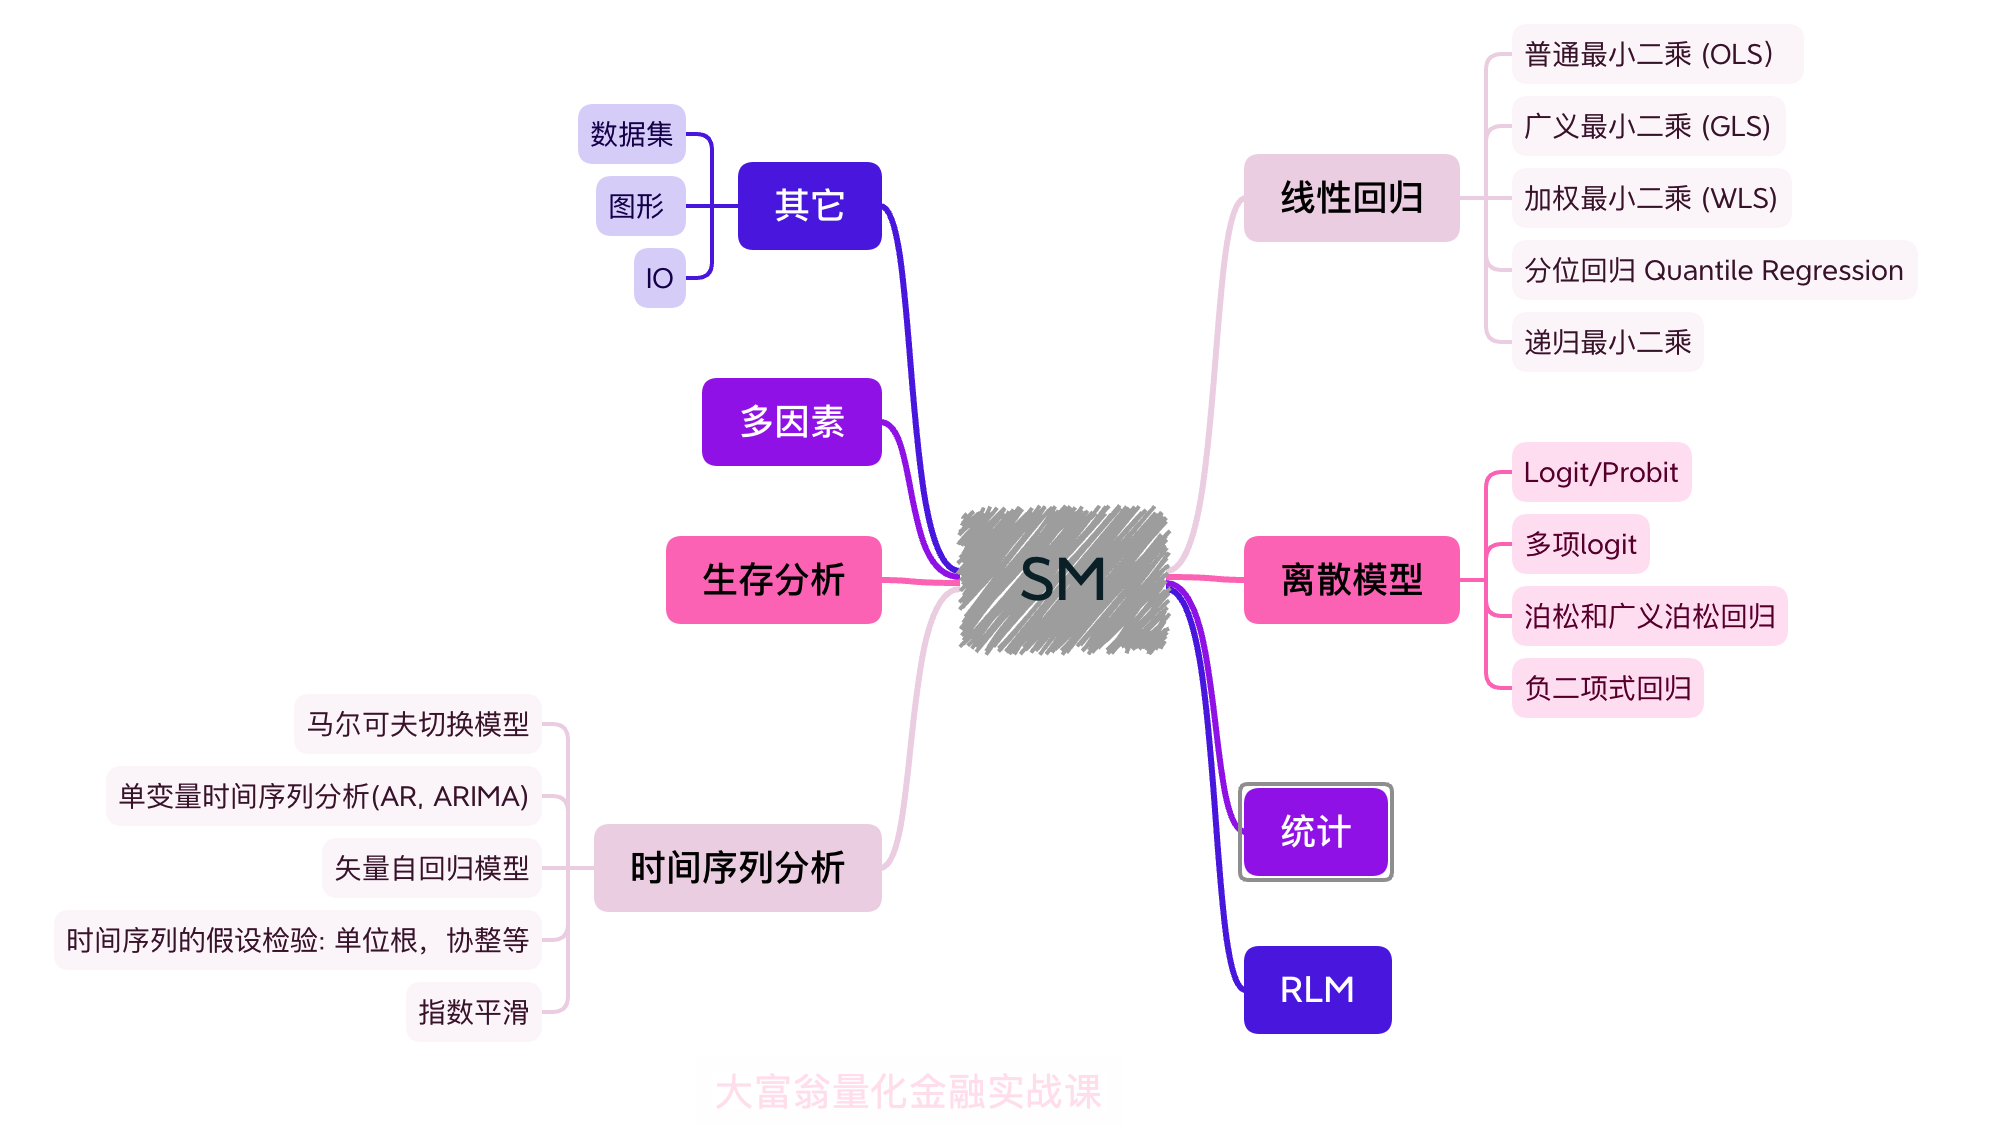 SM
线性回归
普通最小二乘 (OLS)
广义最小二乘 (GLS)
加权最小二乘 (WLS)
分位回归 Quantile Regression
递归最小二乘
离散模型
Logit/Probit
多项logit
泊松和广义泊松回归
负二项式回归
统计
RLM
其它
数据集
图形
IO
多因素
生存分析
时间序列分析
马尔可夫切换模型
单变量时间序列分析(AR, ARIMA)
矢量自回归模型
时间序列的假设检验: 单位根，协整等
指数平滑
大富翁量化金融实战课